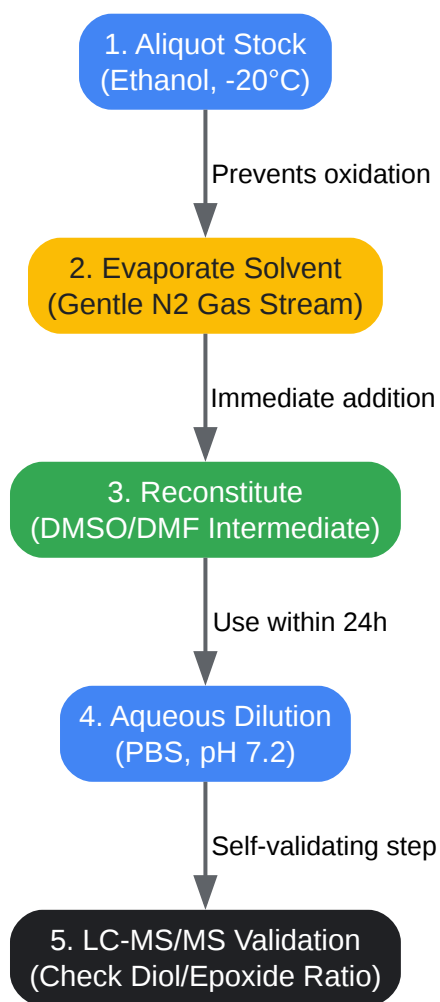 1. Aliquot Stock
(Ethanol, -20°C)
Prevents oxidation
2. Evaporate Solvent
(Gentle N2 Gas Stream)
Immediate addition
3. Reconstitute
(DMSO/DMF Intermediate)
Use within 24h
4. Aqueous Dilution
(PBS, pH 7.2)
Self-validating step
5. LC-MS/MS Validation
(Check Diol/Epoxide Ratio)